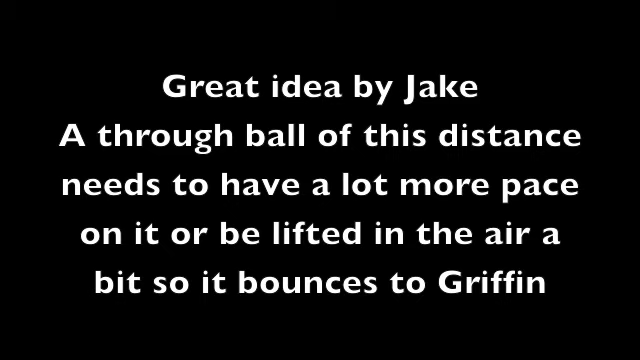 Great idea by Jake
A through ball of this distance
needs to have a lot more pace
on it or be lifted in the air a
bit so it bounces to Griffin